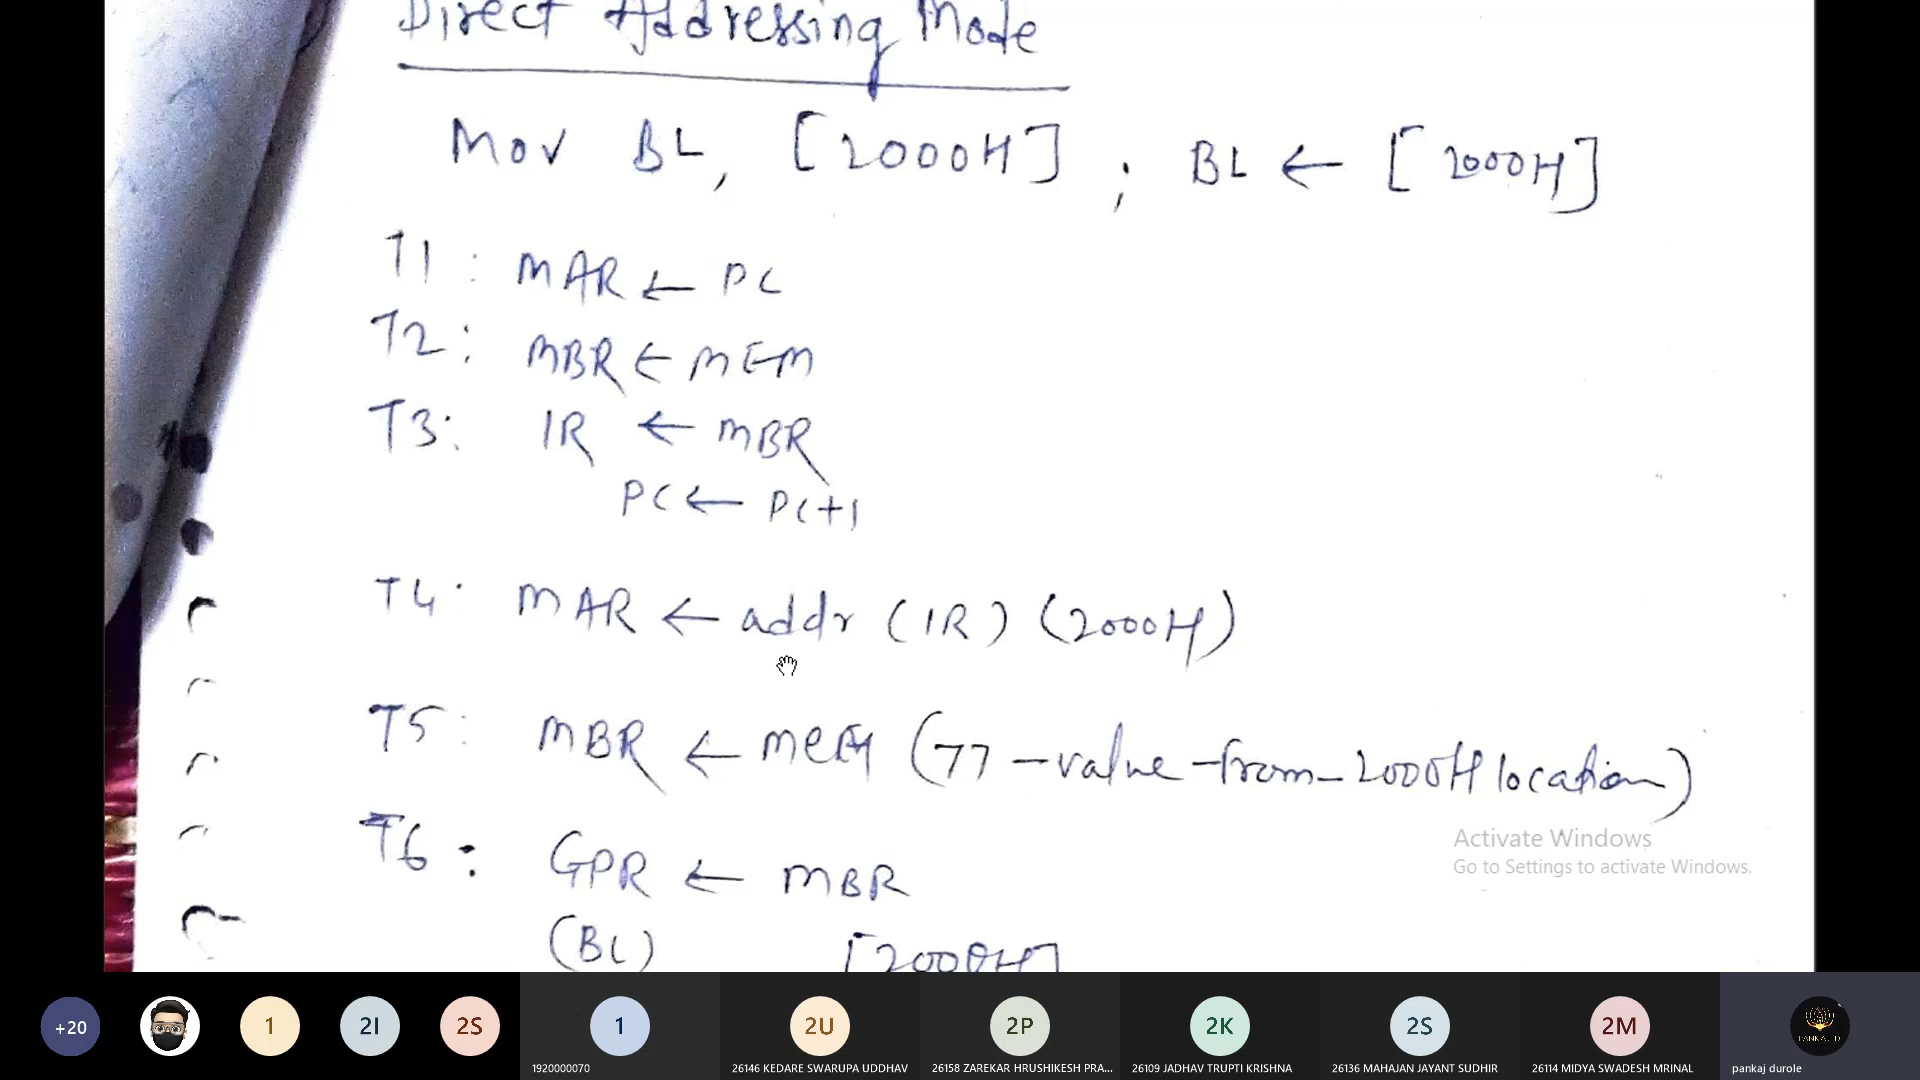 Direct Addressing Mode
Mov BL, [2000H] ; BL ← [2000H]
T1 : MAR ← PC
T2 : MBR ← MEM
T3 : IR ← MBR
PC ← PC+1
T4 : MAR ← addr (IR) (2000H)
T5 : MBR ← MEM (77 - value - from - 2000H location)
Activate Windows
Go to Settings to activate Windows.
T6 : GPR ← MBR
(BL) [2000H]
+20 1 2I 2S 1 2U 2P 2K 2S 2M PANKAJ D
1920000070 26146 KEDARE SWARUPA UDDHAV 26158 ZAREKAR HRUSHIKESH PRA... 26109 JADHAV TRUPTI KRISHNA 26136 MAHAJAN JAYANT SUDHIR 26114 MIDYA SWADESH MRINAL pankaj durole